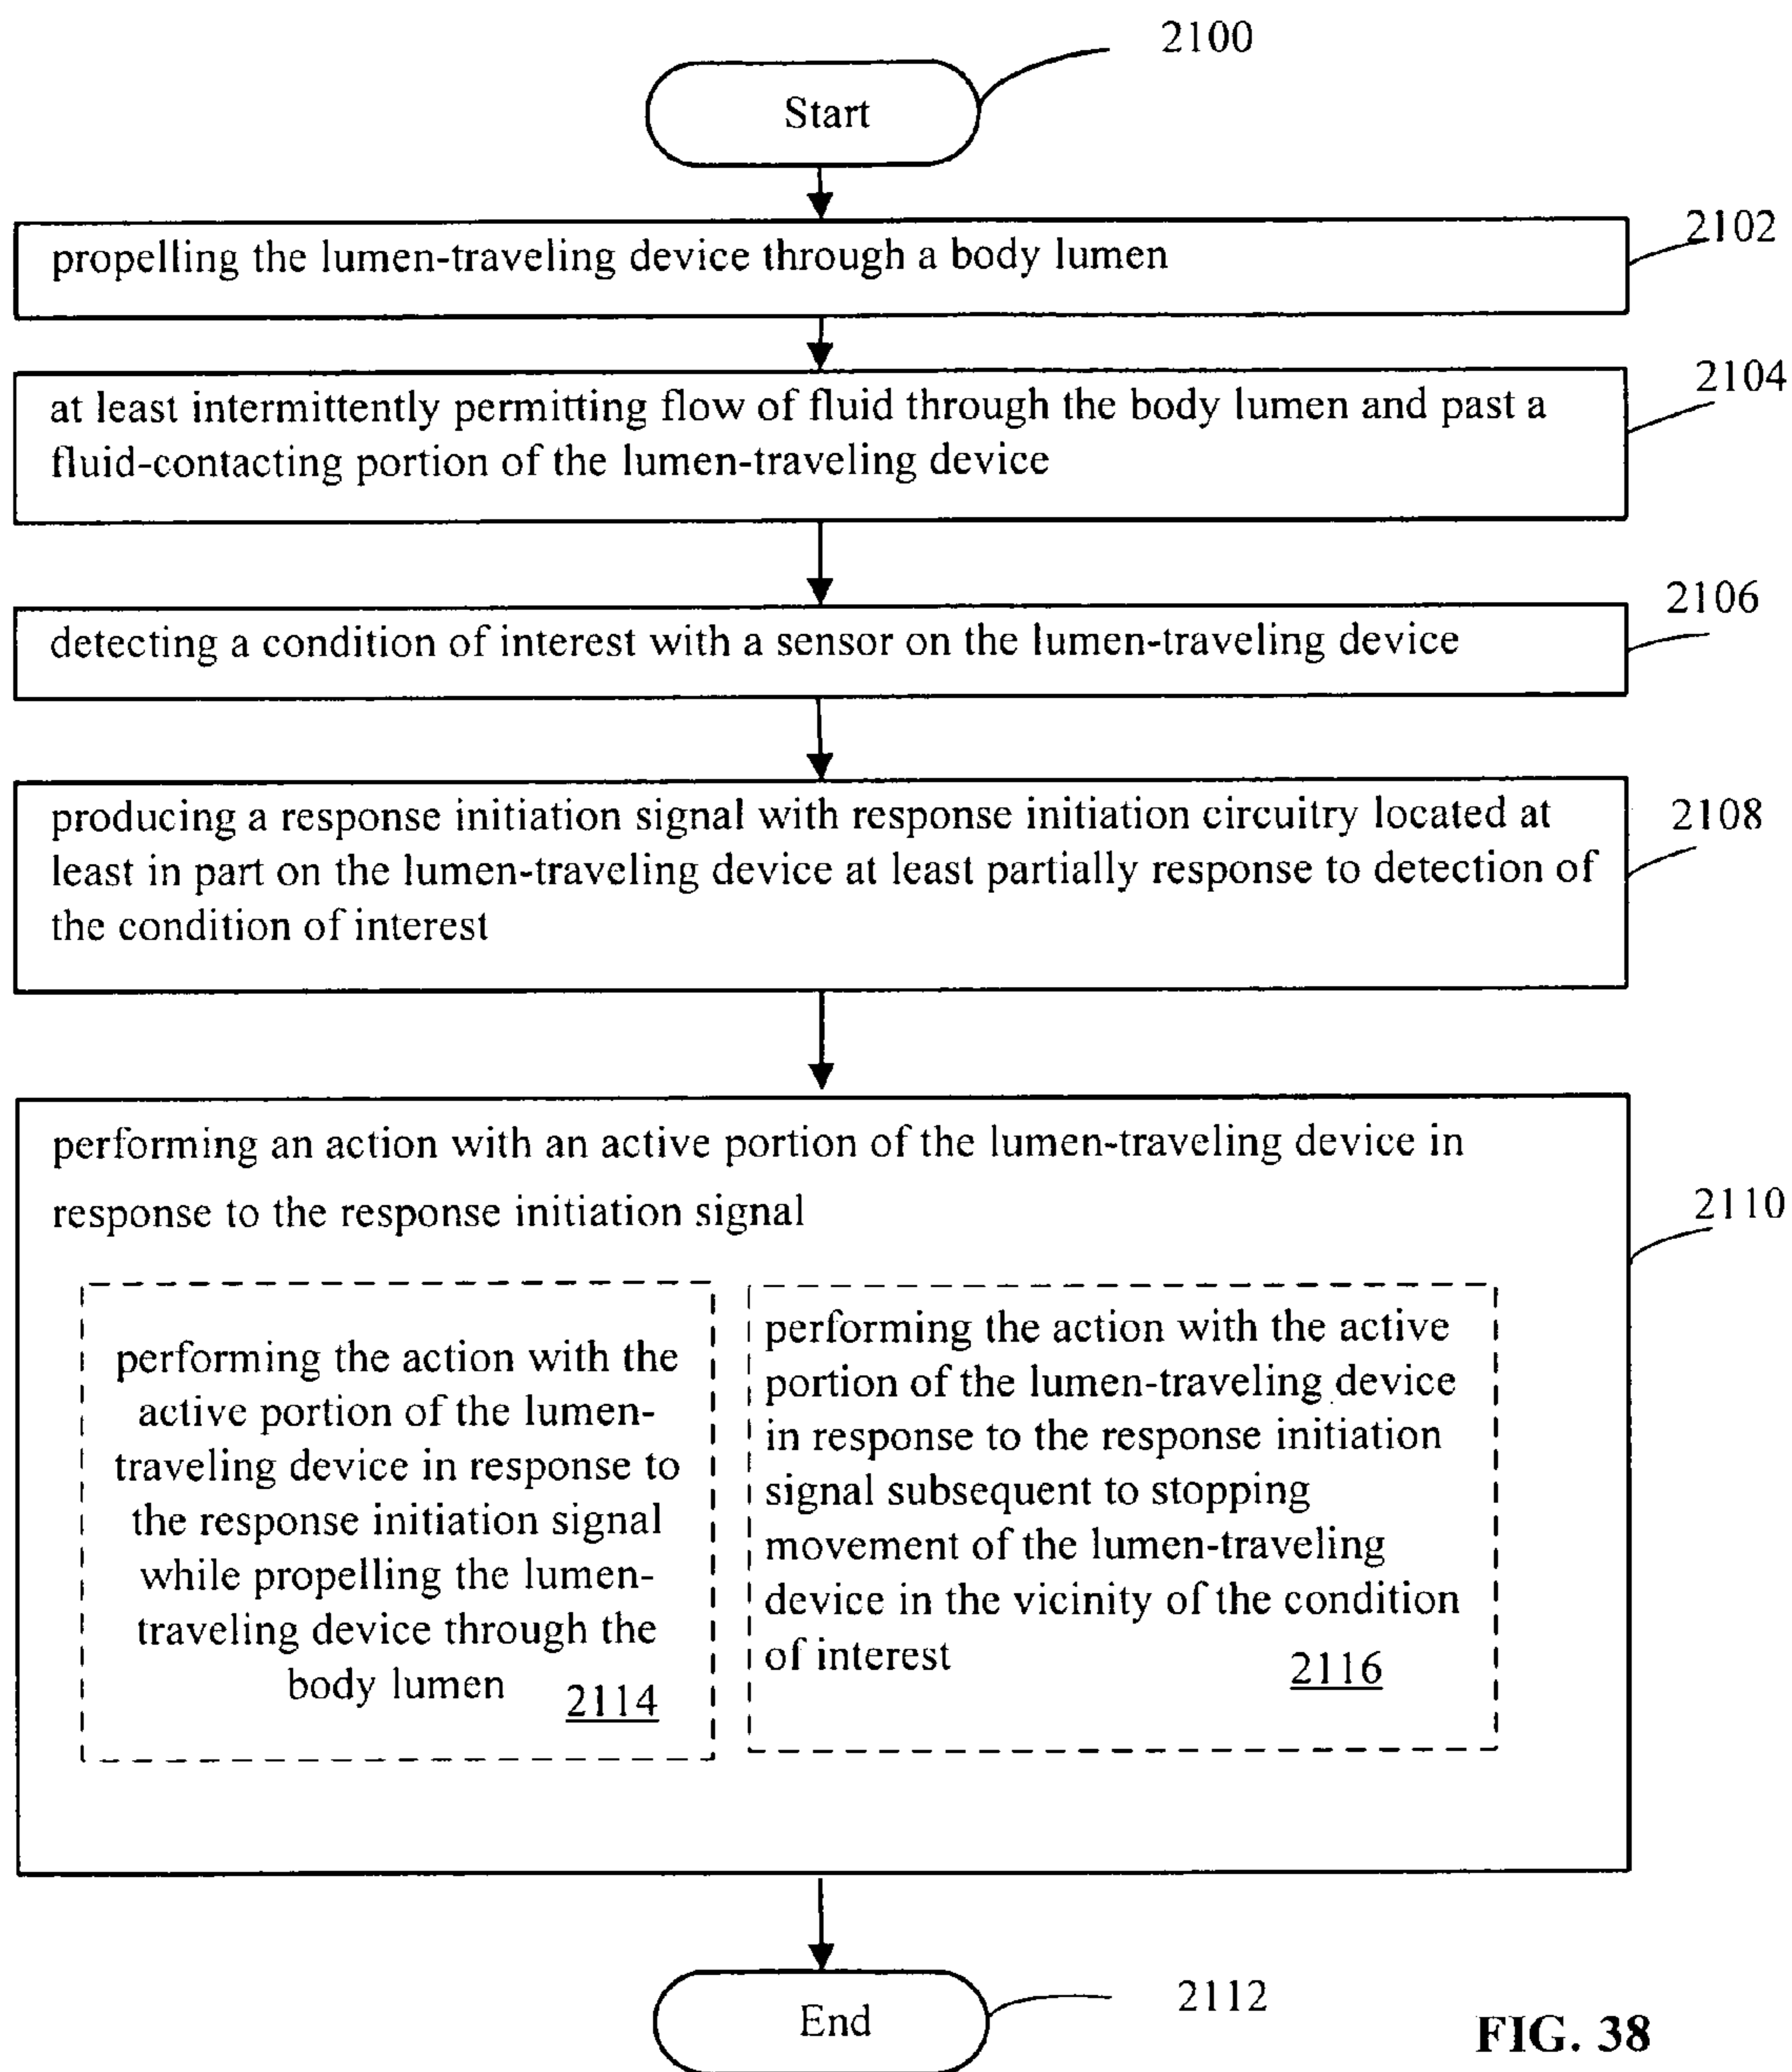 2100
Start
2102
propelling the lumen-traveling device through a body lumen
2104
at least intermittently permitting flow of fluid through the body lumen and past a
fluid-contacting portion of the lumen-traveling device
2106
detecting a condition of interest with a sensor on the lumen-traveling device
2108
producing a response initiation signal with response initiation circuitry located at
least in part on the lumen-traveling device at least partially response to detection of
the condition of interest
performing an action with an active portion of the lumen-traveling device in
response to the response initiation signal
2110
performing the action with the
active portion of the lumen-
traveling device in response to
the response initiation signal
while propelling the lumen-
traveling device through the
body lumen
2114
performing the action with the active
portion of the lumen-traveling device
in response to the response initiation
signal subsequent to stopping
movement of the lumen-traveling
device in the vicinity of the condition
of interest
2116
End
2112
FIG. 38